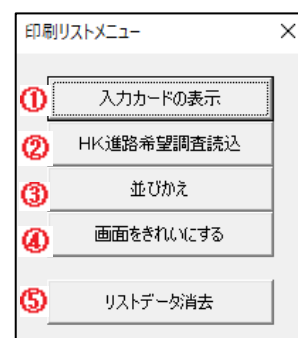 印刷リストメニュー
① 入力カードの表示
② HK進路希望調査読込
③ 並びかえ
④ 画面をきれいにする
⑤ リストデータ消去